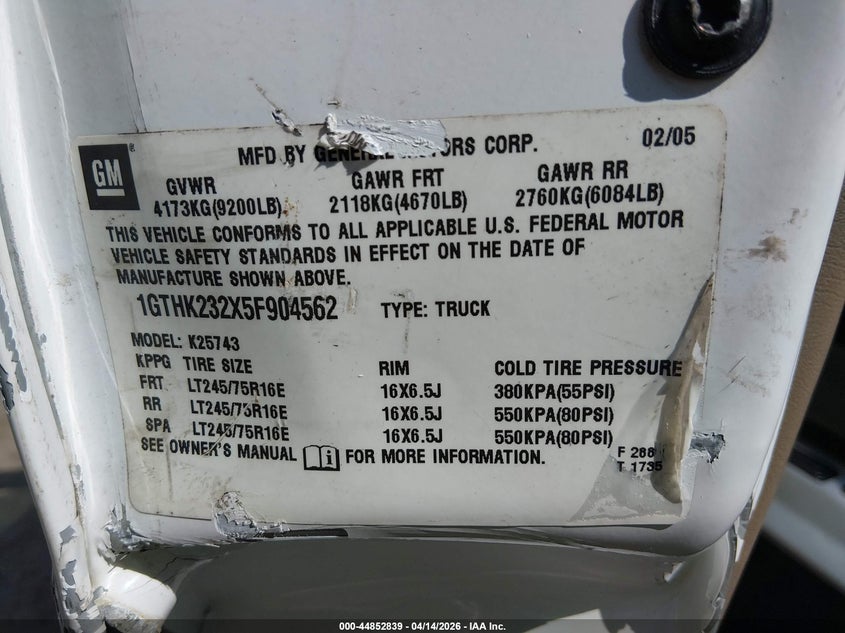 GM
MFD BY GENERAL MOTORS CORP. 02/05
GVWR GAWR FRT GAWR RR
4173KG(9200LB) 2118KG(4670LB) 2760KG(6084LB)
THIS VEHICLE CONFORMS TO ALL APPLICABLE U.S. FEDERAL MOTOR
VEHICLE SAFETY STANDARDS IN EFFECT ON THE DATE OF
MANUFACTURE SHOWN ABOVE.
1GTHK232X5F904562 TYPE: TRUCK
MODEL: K25743
KPPG TIRE SIZE RIM COLD TIRE PRESSURE
FRT LT245/75R16E 16X6.5J 380KPA(55PSI)
RR LT245/75R16E 16X6.5J 550KPA(80PSI)
SPA LT245/75R16E 16X6.5J 550KPA(80PSI)
SEE OWNER'S MANUAL i FOR MORE INFORMATION.
F 266
T 1735
000-44852839 - 04/14/2026 - IAA Inc.